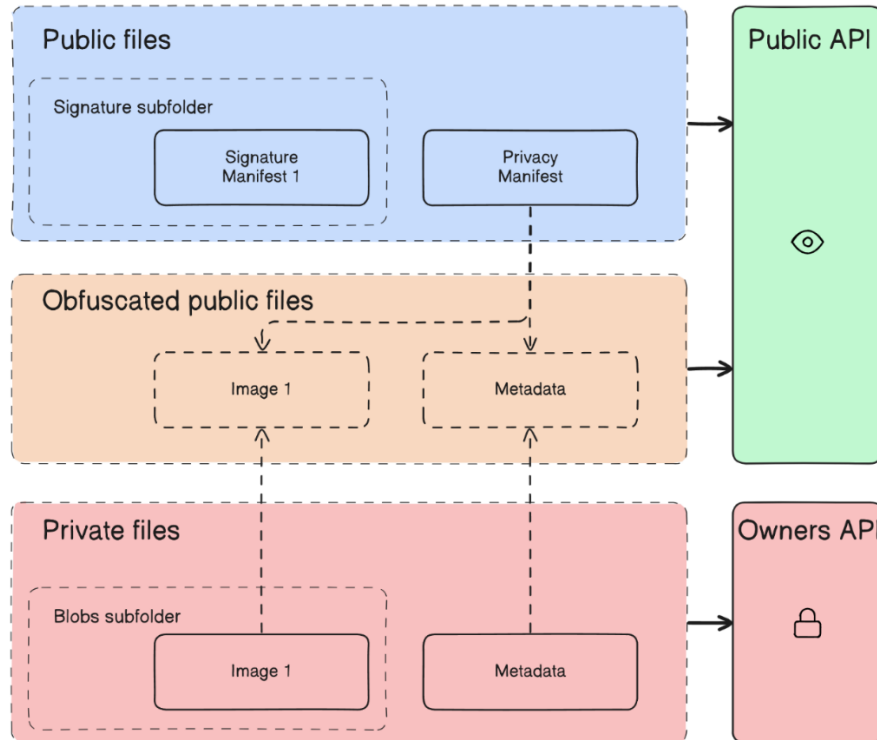 Public files
Public API
Signature subfolder
Signature
Manifest 1
Privacy
Manifest
Obfuscated public files
Image 1
Metadata
Private files
Owners API
Blobs subfolder
Image 1
Metadata